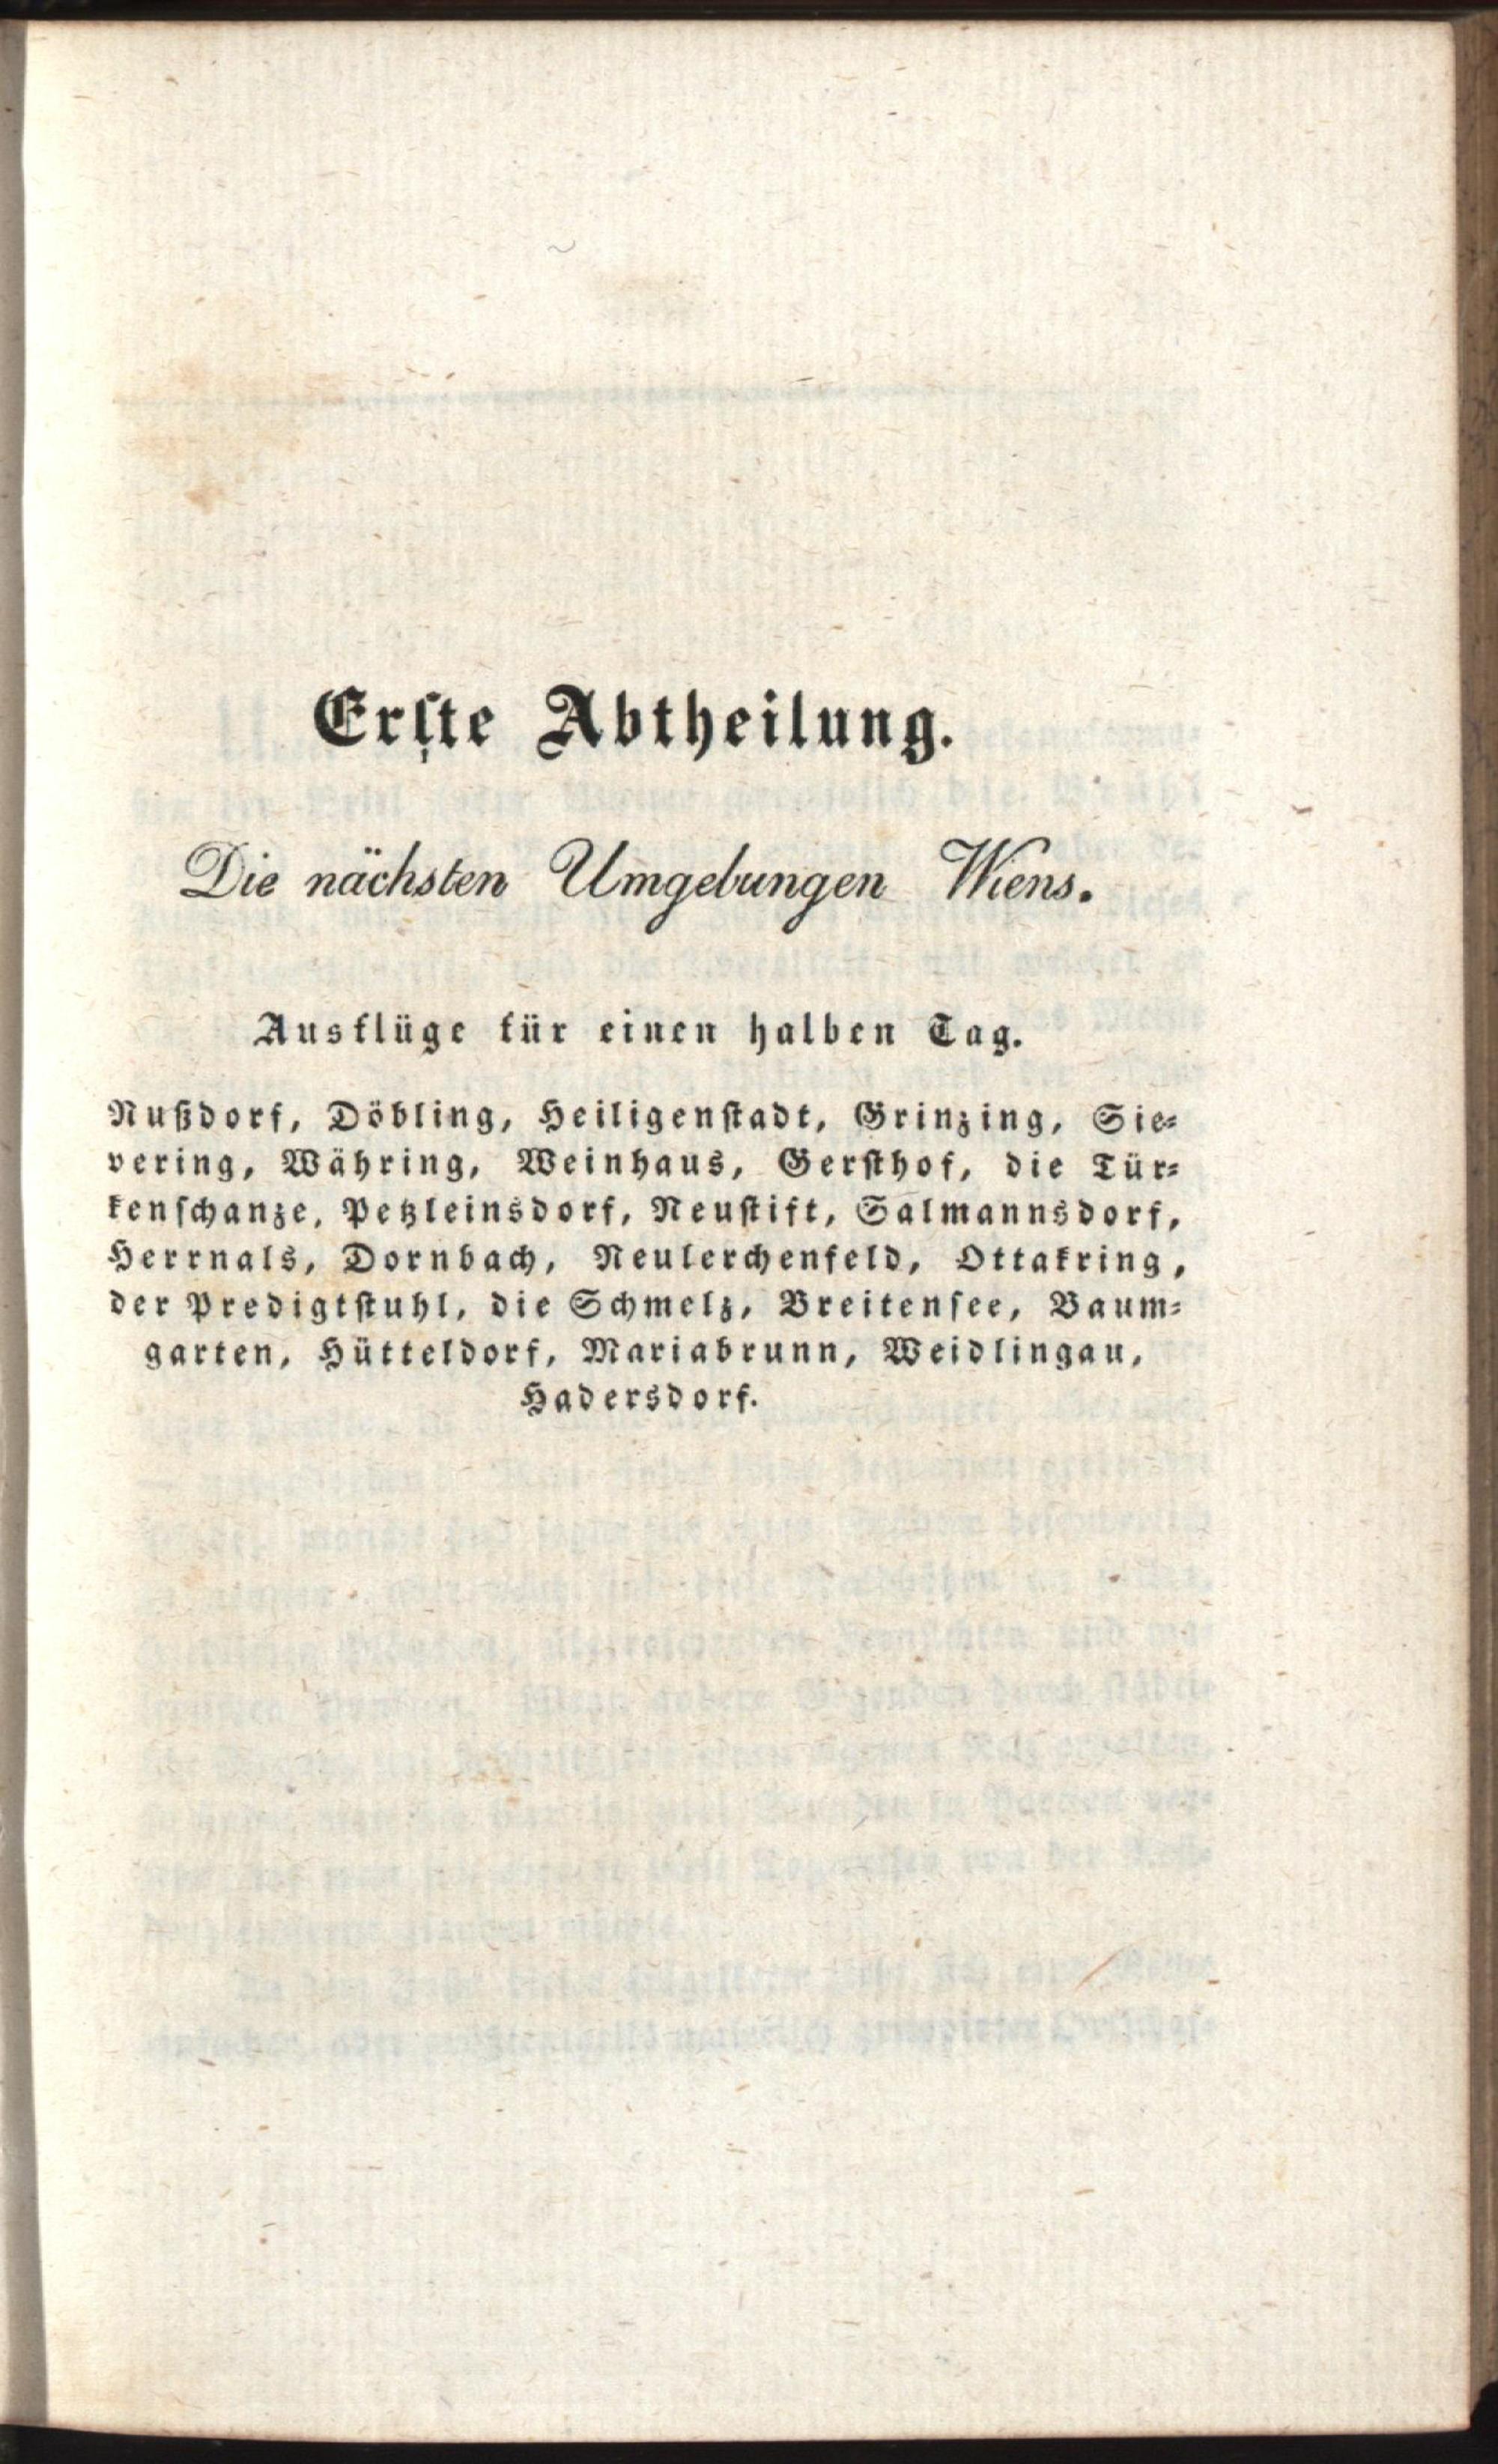 Erſte Abtheilung.
Die nächsten Umgebungen Wiens.
Ausflüge für einen halben Tag.
Nußdorf, Döbling, Heiligenſtadt, Grinzing, Sie⸗
vering, Währing, Weinhaus, Gerſthof, die Tür⸗
kenſchanze, Petzleinsdorf, Neuſtift, Salmannsdorf,
Herrnals, Dornbach, Neulerchenfeld, Ottakring,
der Predigtſtuhl, die Schmelz, Breitenſee, Baum⸗
garten, Hütteldorf, Mariabrunn, Weidlingau,
Hadersdorf.